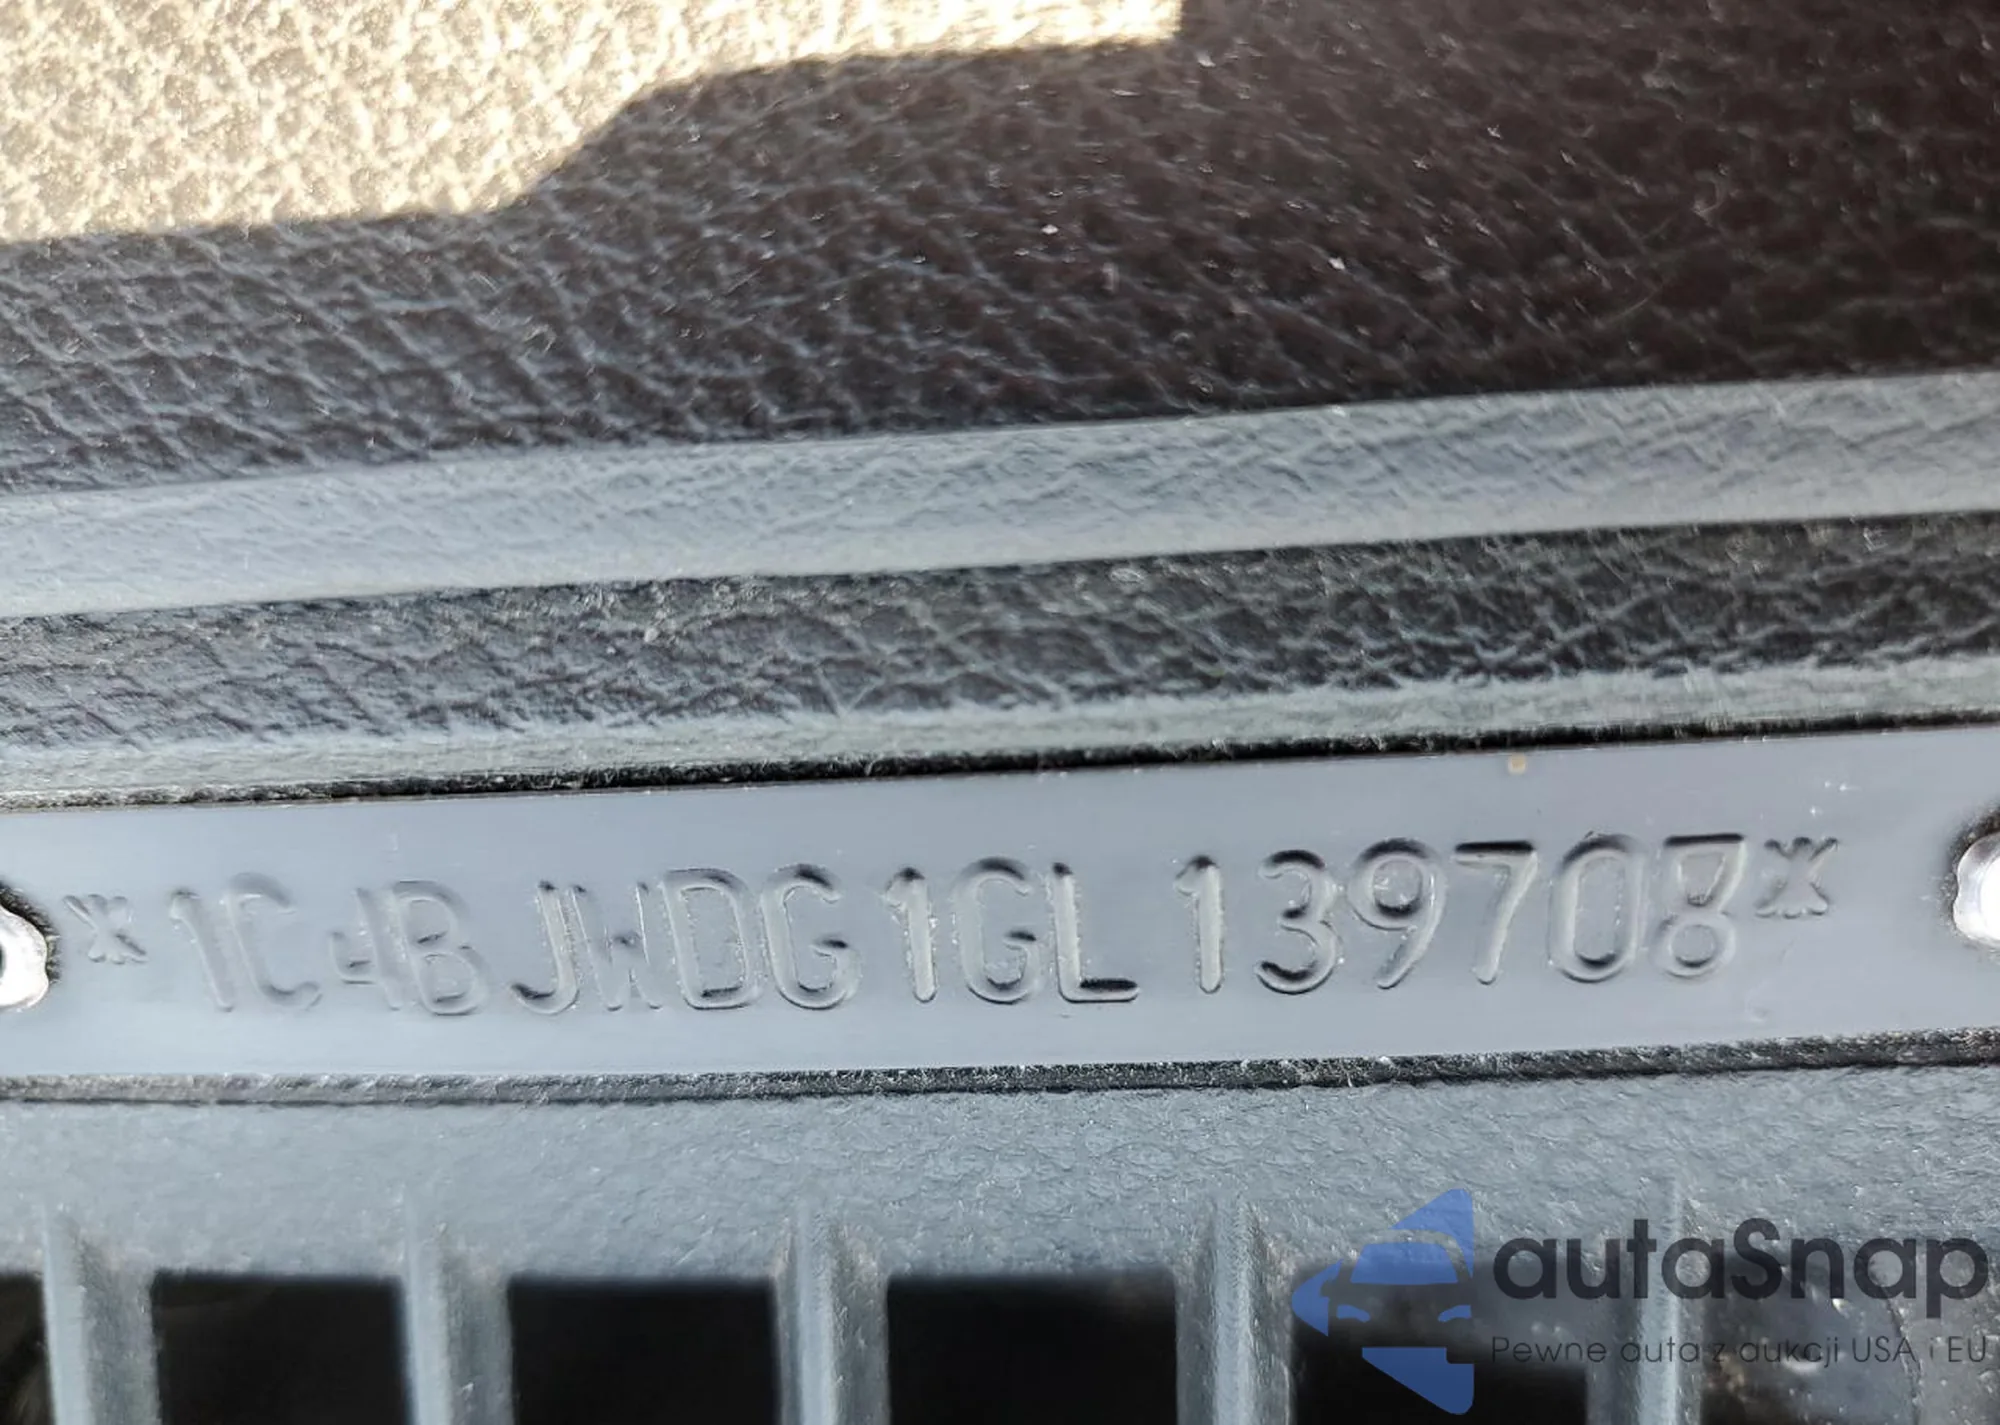 *1C4BJWDG1GL139708*
autaSnap
Pewne auta z aukcji USA i EU